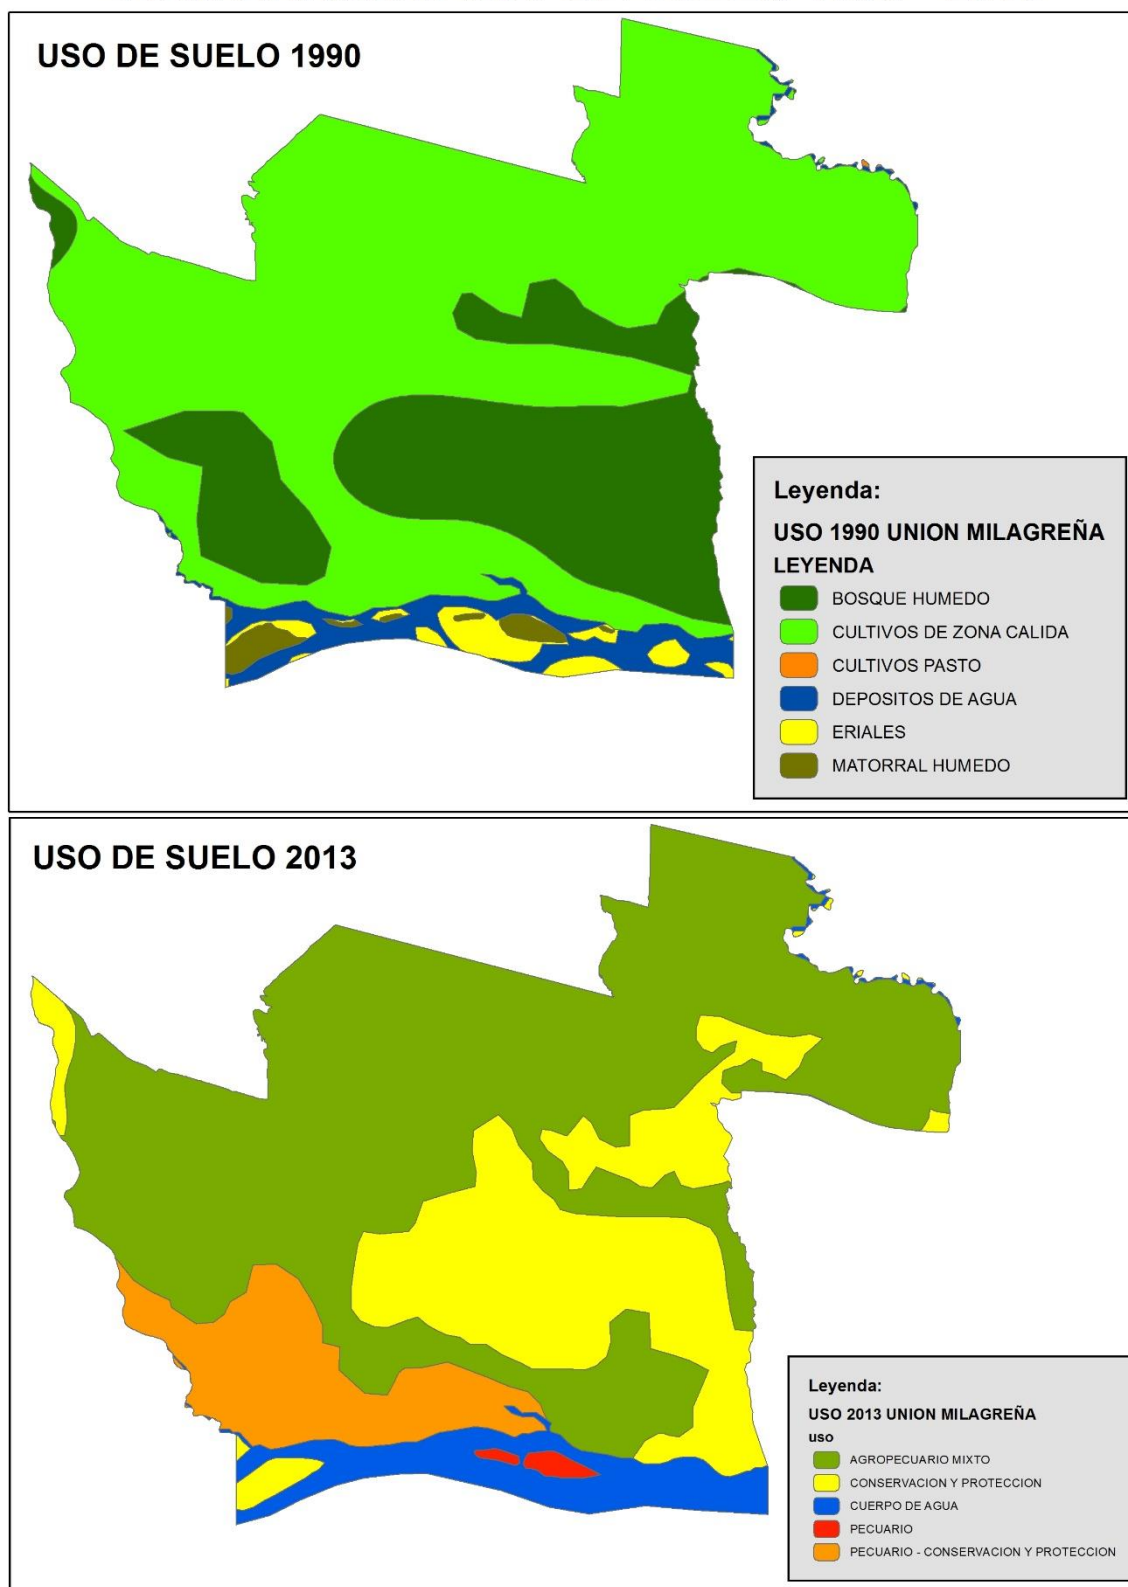 USO DE SUELO 1990
Leyenda:
USO 1990 UNION MILAGREÑA
LEYENDA
BOSQUE HUMEDO
CULTIVOS DE ZONA CALIDA
CULTIVOS PASTO
DEPOSITOS DE AGUA
ERIALES
MATORRAL HUMEDO
USO DE SUELO 2013
Leyenda:
USO 2013 UNION MILAGREÑA
uso
AGROPECUARIO MIXTO
CONSERVACION Y PROTECCION
CUERPO DE AGUA
PECUARIO
PECUARIO - CONSERVACION Y PROTECCION